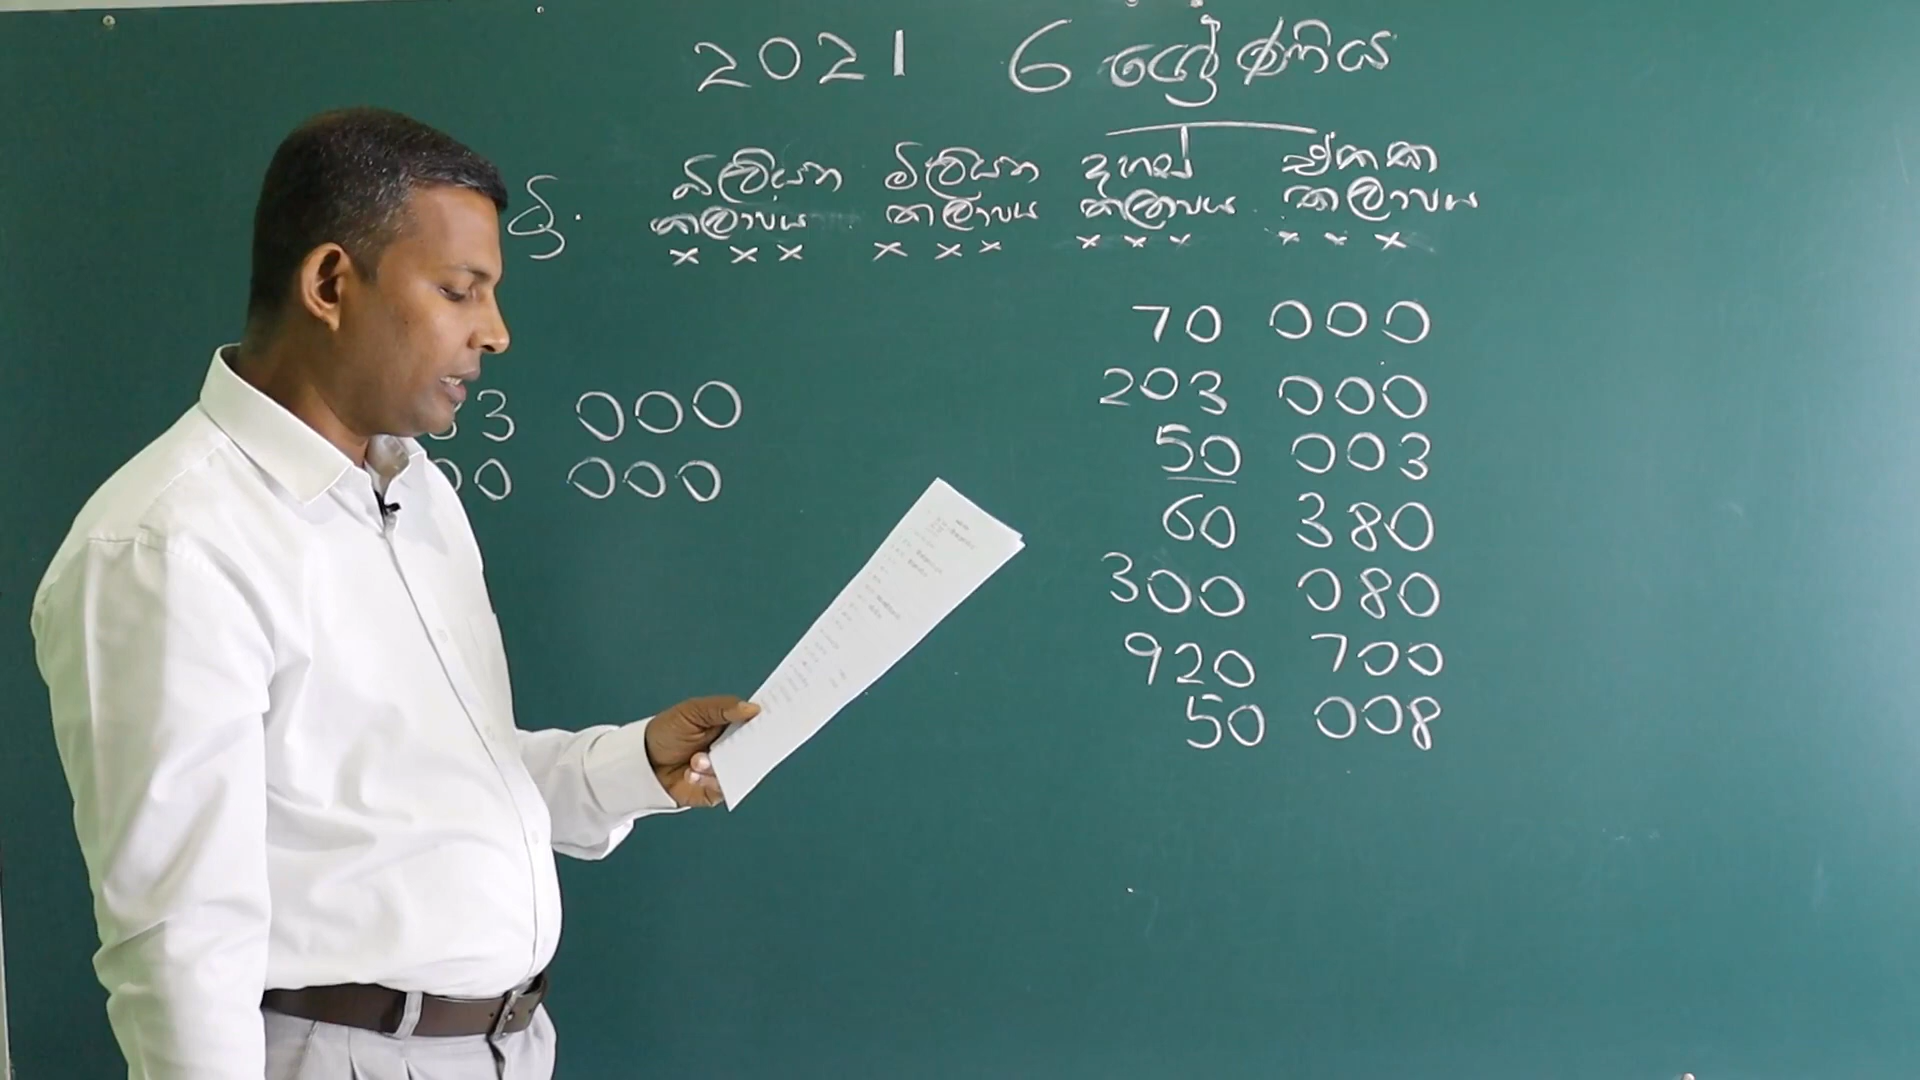 2021 6 ශ්‍රේණිය
බිලියන මිලියන දහස් ඒකක
කලාපය කලාපය කලාපය කලාපය
x x x x x x x x x x x x
70 000
203 000
50 003
60 380
300 080
920 700
50 008
3 000
0 000